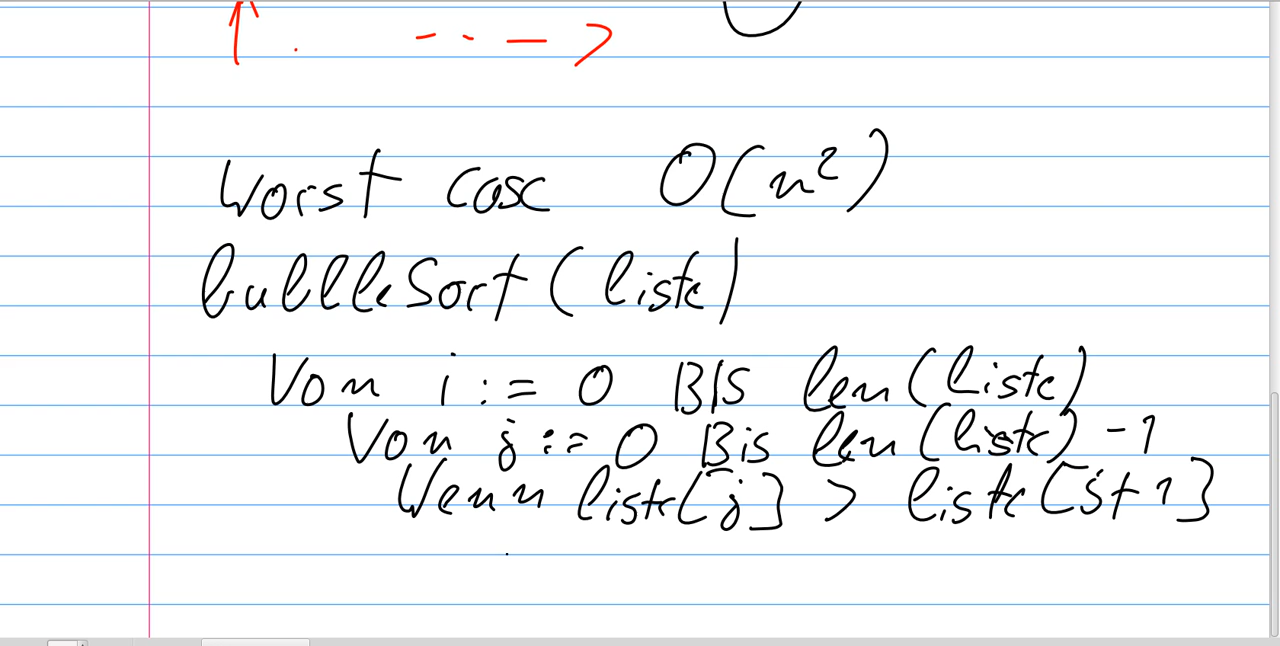 Worst case O(n²)
bubbleSort(liste)
Von i := 0 BIS len(liste)
Von j := 0 Bis len(liste) -1
Wenn liste[j] > liste[j+1]